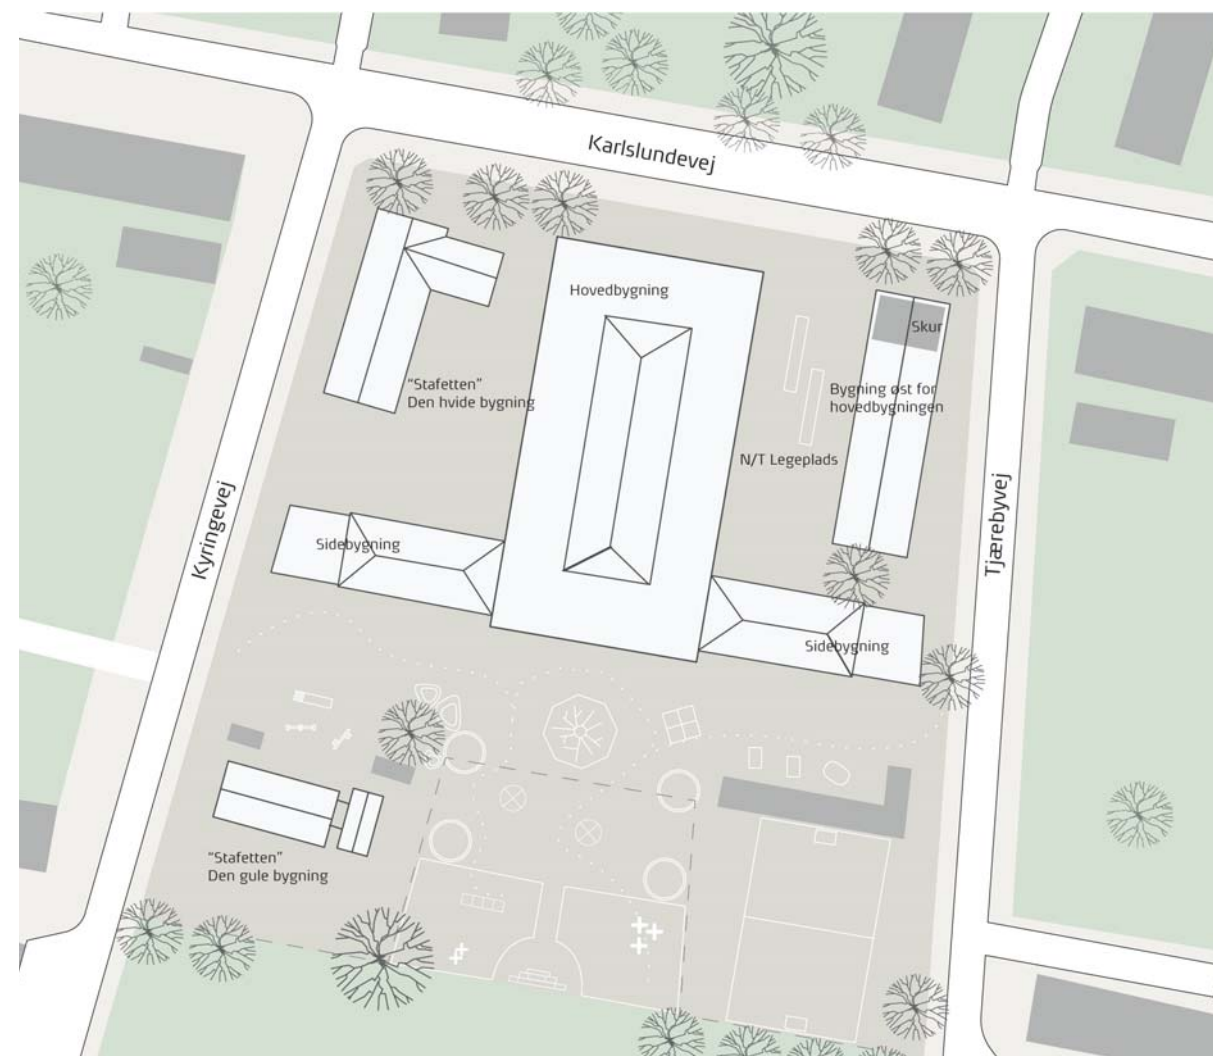 Karlslundevej
Hovedbygning
Skur
"Stafetten"
Den hvide bygning
Bygning øst for
hovedbygningen
N/T Legeplads
Kyringevej
Tjærebyvej
Sidebygning
Sidebygning
"Stafetten"
Den gule bygning